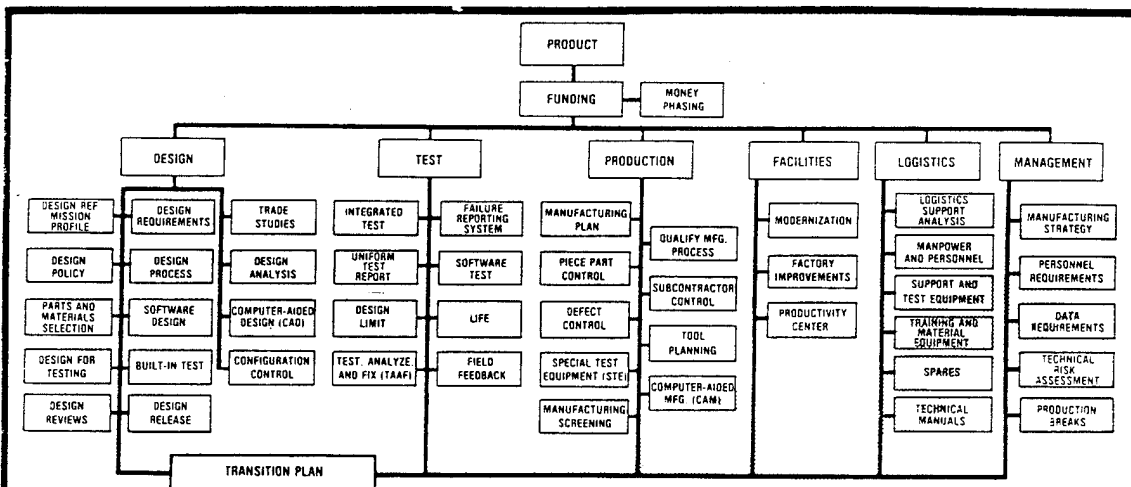 PRODUCT
FUNDING
MONEY
PHASING
DESIGN
TEST
PRODUCTION
FACILITIES
LOGISTICS
MANAGEMENT
DESIGN REF
MISSION
PROFILE
DESIGN
POLICY
PARTS AND
MATERIALS
SELECTION
DESIGN FOR
TESTING
DESIGN
REVIEWS
DESIGN
REQUIREMENTS
DESIGN
PROCESS
SOFTWARE
DESIGN
BUILT-IN TEST
DESIGN
RELEASE
TRADE
STUDIES
DESIGN
ANALYSIS
COMPUTER-AIDED
DESIGN (CAD)
CONFIGURATION
CONTROL
INTEGRATED
TEST
UNIFORM
TEST
REPORT
DESIGN
LIMIT
TEST, ANALYZE,
AND FIX (TAAF)
FAILURE
REPORTING
SYSTEM
SOFTWARE
TEST
LIFE
FIELD
FEEDBACK
MANUFACTURING
PLAN
PIECE PART
CONTROL
DEFECT
CONTROL
SPECIAL TEST
EQUIPMENT (STE)
MANUFACTURING
SCREENING
QUALIFY MFG.
PROCESS
SUBCONTRACTOR
CONTROL
TOOL
PLANNING
COMPUTER-AIDED
MFG. (CAM)
MODERNIZATION
FACTORY
IMPROVEMENTS
PRODUCTIVITY
CENTER
LOGISTICS
SUPPORT
ANALYSIS
MANPOWER
AND PERSONNEL
SUPPORT AND
TEST EQUIPMENT
TRAINING AND
MATERIAL
EQUIPMENT
SPARES
TECHNICAL
MANUALS
MANUFACTURING
STRATEGY
PERSONNEL
REQUIREMENTS
DATA
REQUIREMENTS
TECHNICAL
RISK
ASSESSMENT
PRODUCTION
BREAKS
TRANSITION PLAN